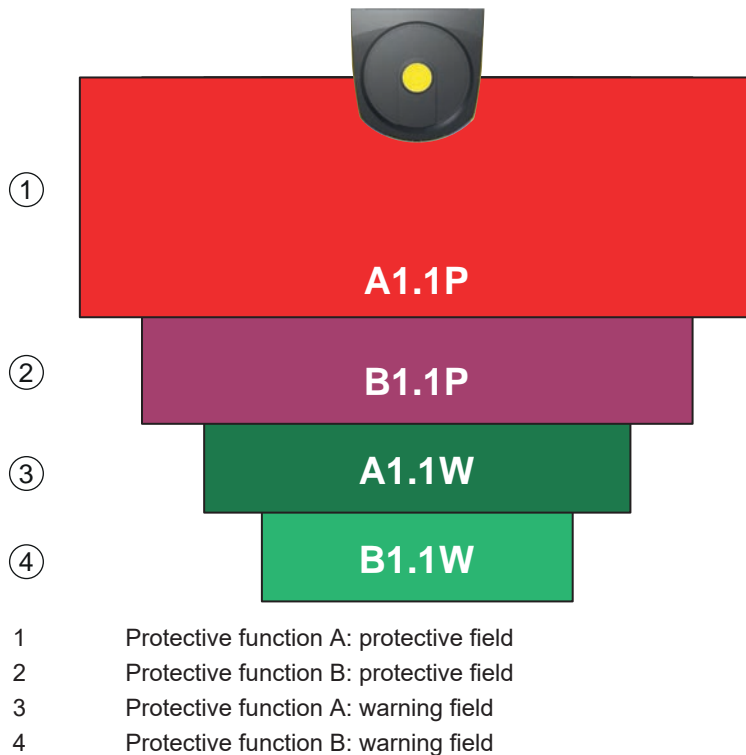 1
A1.1P
2
B1.1P
3
A1.1W
4
B1.1W
1 Protective function A: protective field
2 Protective function B: protective field
3 Protective function A: warning field
4 Protective function B: warning field